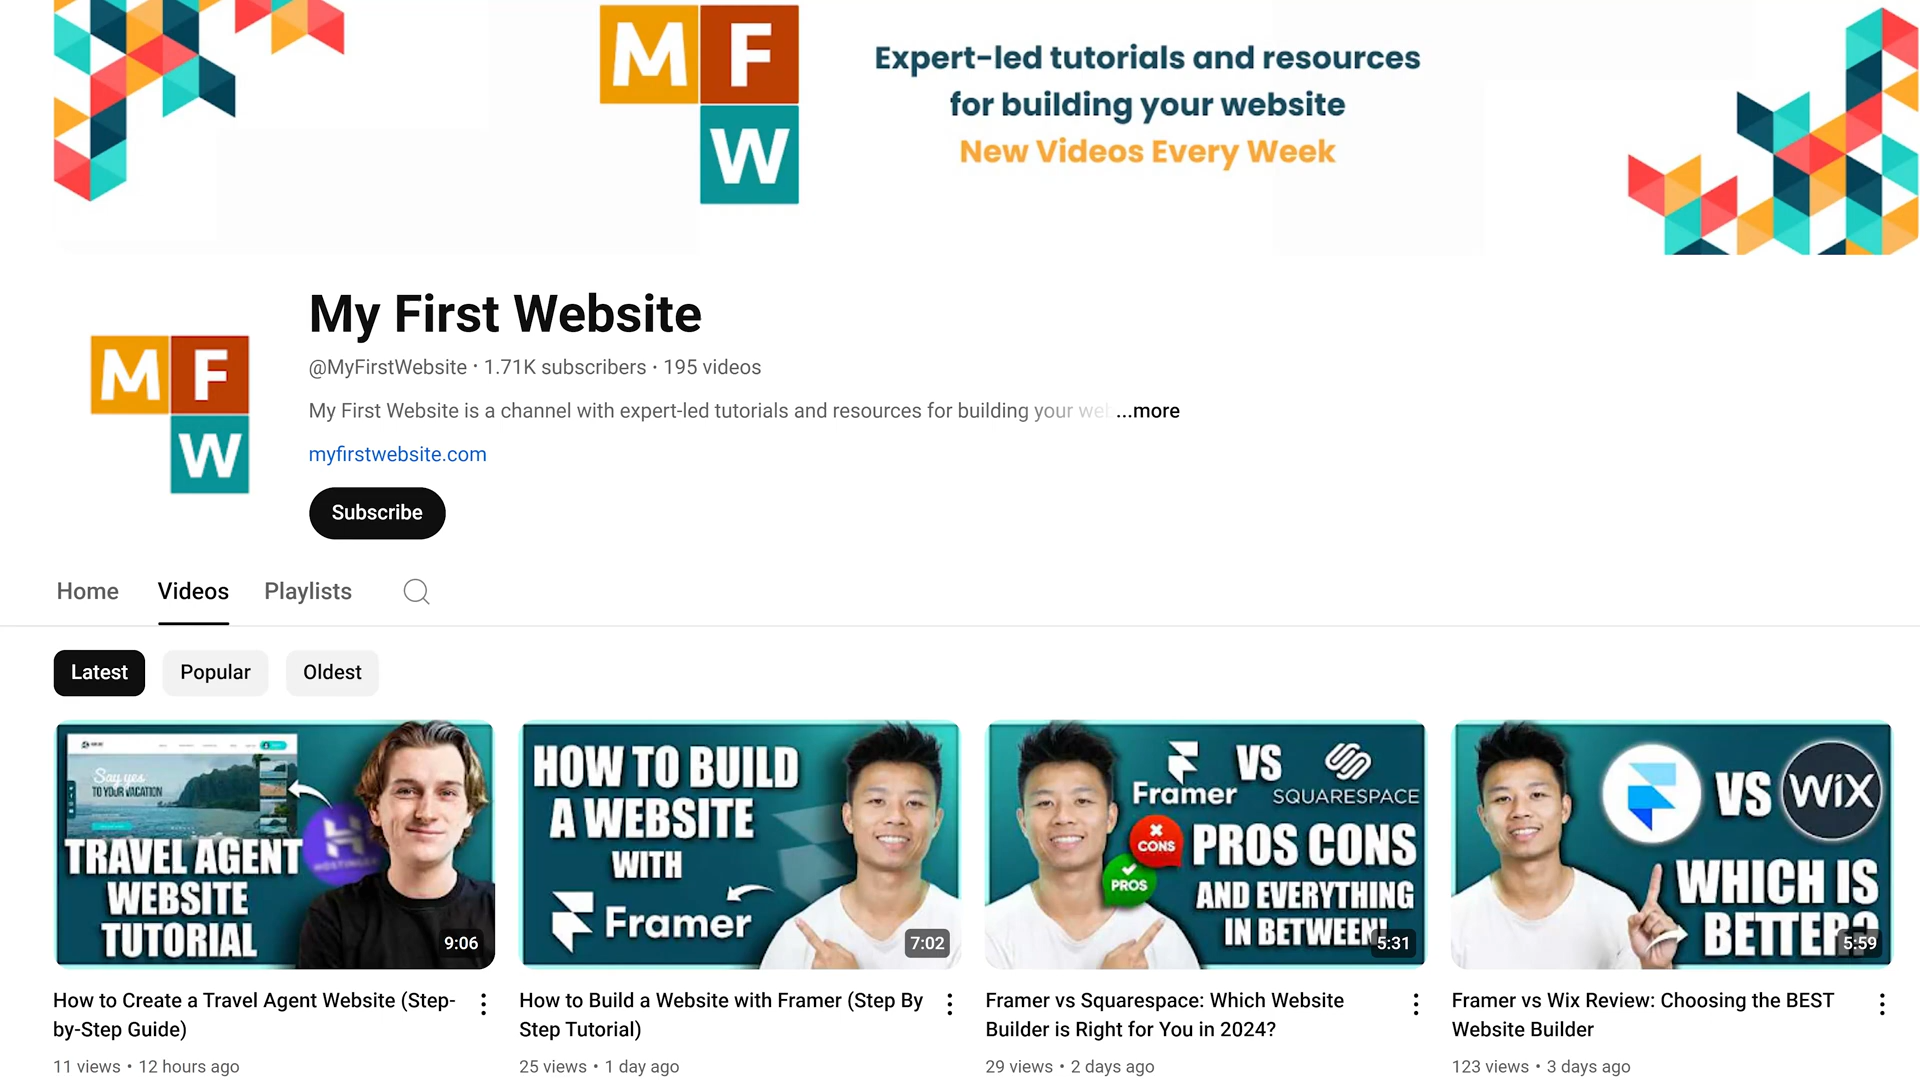 M F
W
Expert-led tutorials and resources
for building your website
New Videos Every Week
My First Website
@MyFirstWebsite · 1.71K subscribers · 195 videos
M F
W
My First Website is a channel with expert-led tutorials and resources for building your we ...more
myfirstwebsite.com
Subscribe
Home Videos Playlists
Latest Popular Oldest
Say yes
TO YOUR VACATION
HOSTINGER
TRAVEL AGENT
WEBSITE
TUTORIAL
9:06
HOW TO BUILD
A WEBSITE
WITH
Framer
7:02
Framer VS SQUARESPACE
CONS
PROS
PROS CONS
AND EVERYTHING
IN BETWEEN!
5:31
VS WiX
WHICH IS
BETTER?
5:59
How to Create a Travel Agent Website (Step-
by-Step Guide)
11 views • 12 hours ago
How to Build a Website with Framer (Step By
Step Tutorial)
25 views • 1 day ago
Framer vs Squarespace: Which Website
Builder is Right for You in 2024?
29 views • 2 days ago
Framer vs Wix Review: Choosing the BEST
Website Builder
123 views • 3 days ago